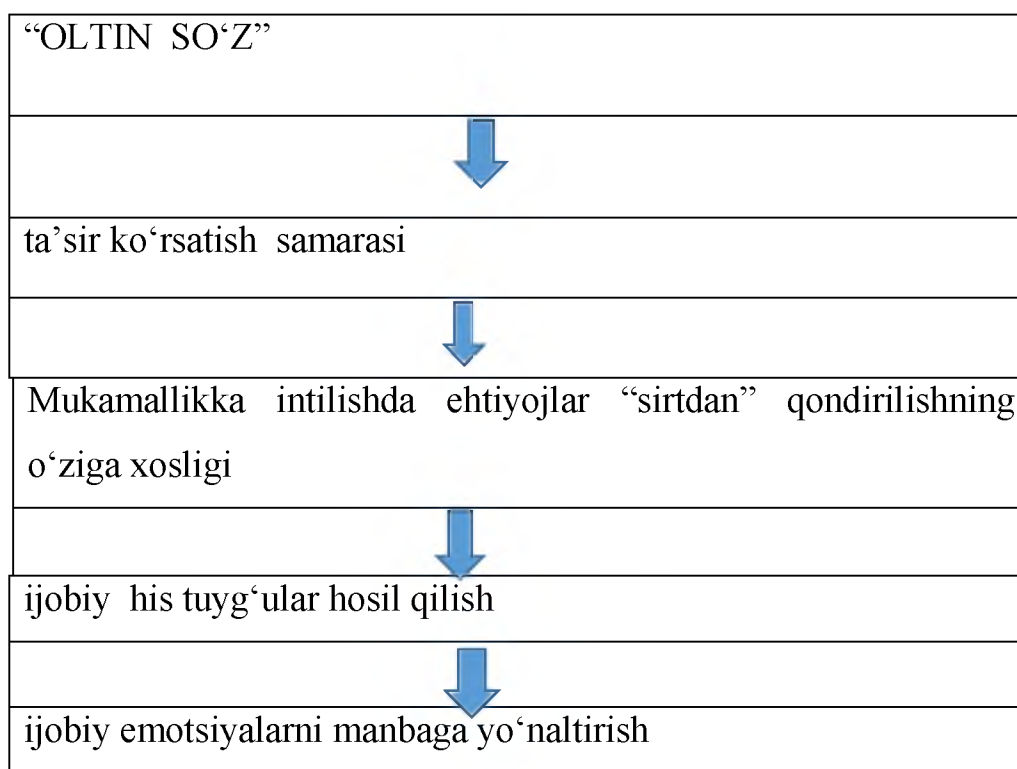 “OLTIN SO‘Z”
ta’sir ko‘rsatish samarasi
Mukamallikka intilishda ehtiyojlar “sirtdan” qondirilishning
o‘ziga xosligi
ijobiy his tuyg‘ular hosil qilish
ijobiy emotsiyalarni manbaga yo‘naltirish